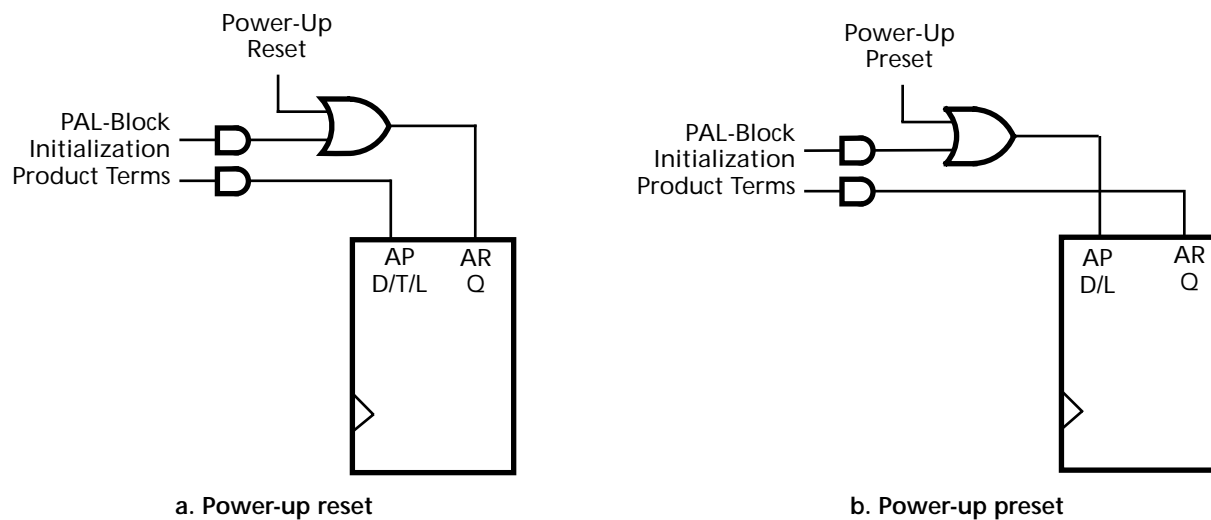 Power-Up
Reset
PAL-Block
Initialization
Product Terms
AP AR
D/T/L Q
a. Power-up reset
Power-Up
Preset
PAL-Block
Initialization
Product Terms
AP AR
D/L Q
b. Power-up preset